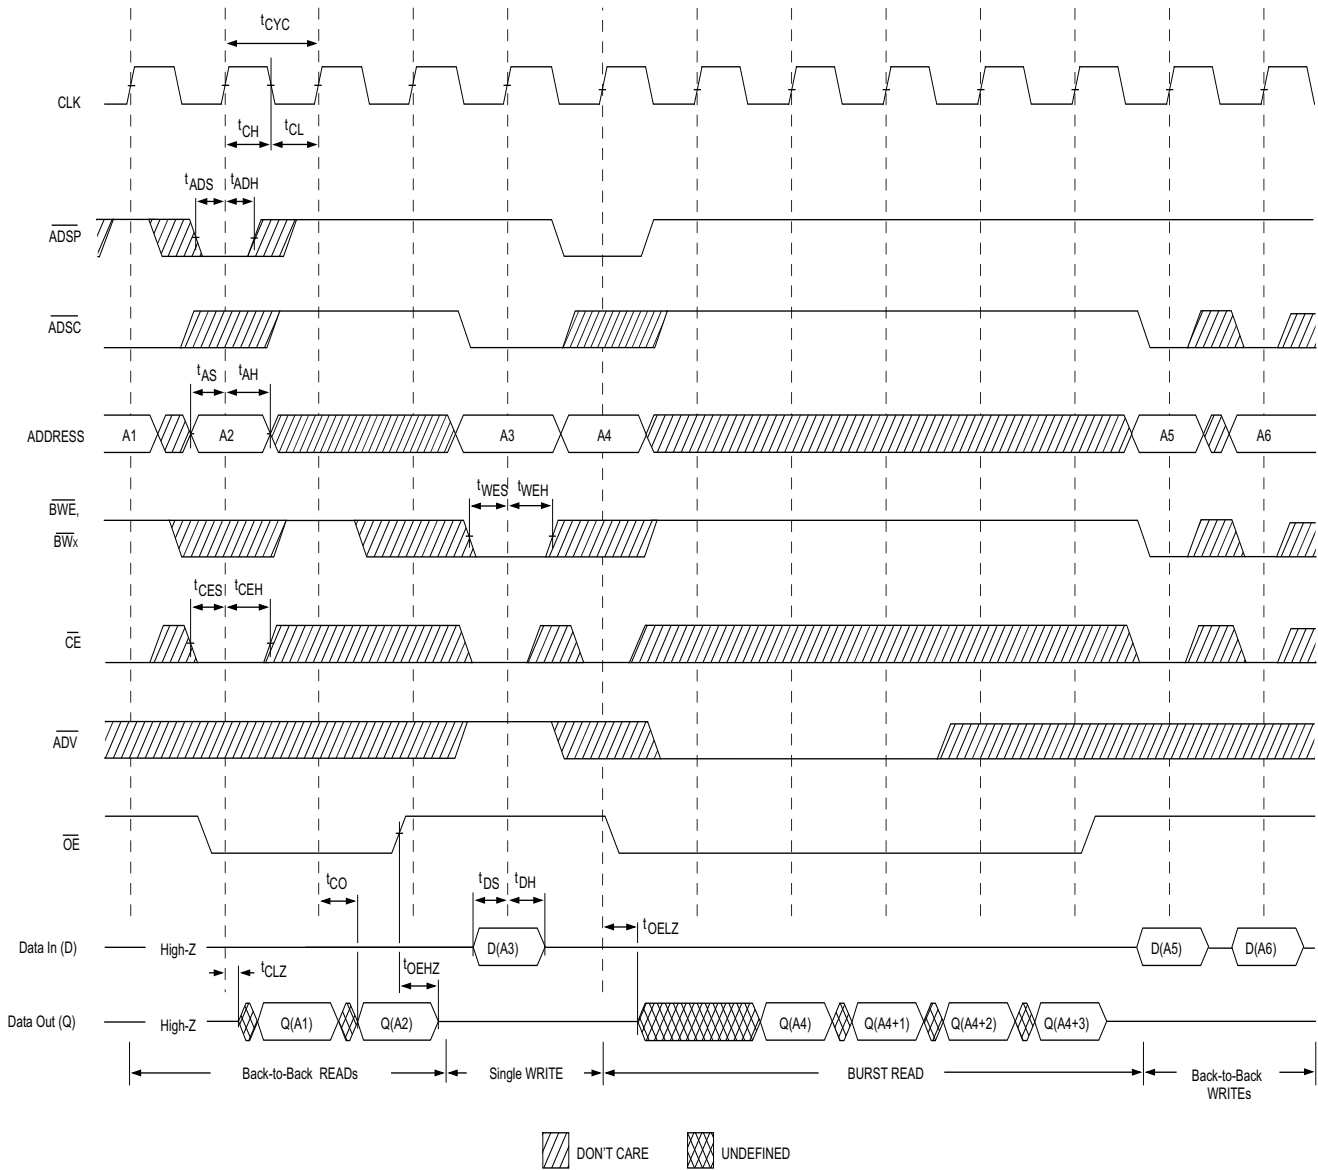 tCYC
CLK
tCH
tCL
tADS
tADH
ADSP
ADSC
tAS
tAH
ADDRESS
A1
A2
A3
A4
A5
A6
tWES
tWEH
BWE,
BWx
tCES
tCEH
CE
ADV
OE
tCO
tDS
tDH
tOELZ
Data In (D)
High-Z
D(A3)
D(A5)
D(A6)
tCLZ
tOEHZ
Data Out (Q)
High-Z
Q(A1)
Q(A2)
Q(A4)
Q(A4+1)
Q(A4+2)
Q(A4+3)
Back-to-Back READs
Single WRITE
BURST READ
Back-to-Back
WRITEs
DON'T CARE
UNDEFINED